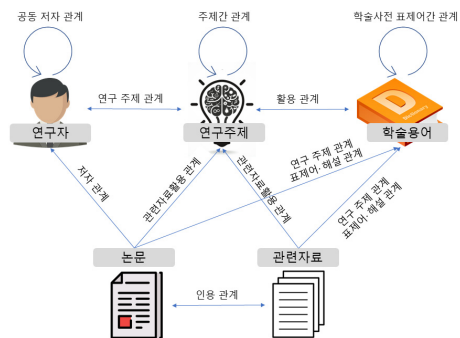 공동 저자 관계
주제간 관계
학술사전 표제어간 관계
연구 주제 관계
활용 관계
D
연구자
연구주제
학술용어
저자 관계
관련자료활용 관계
관련자료활용 관계
연구 주제 관계
표제어·해설 관계
연구 주제 관계
표제어·해설 관계
논문
관련자료
인용 관계